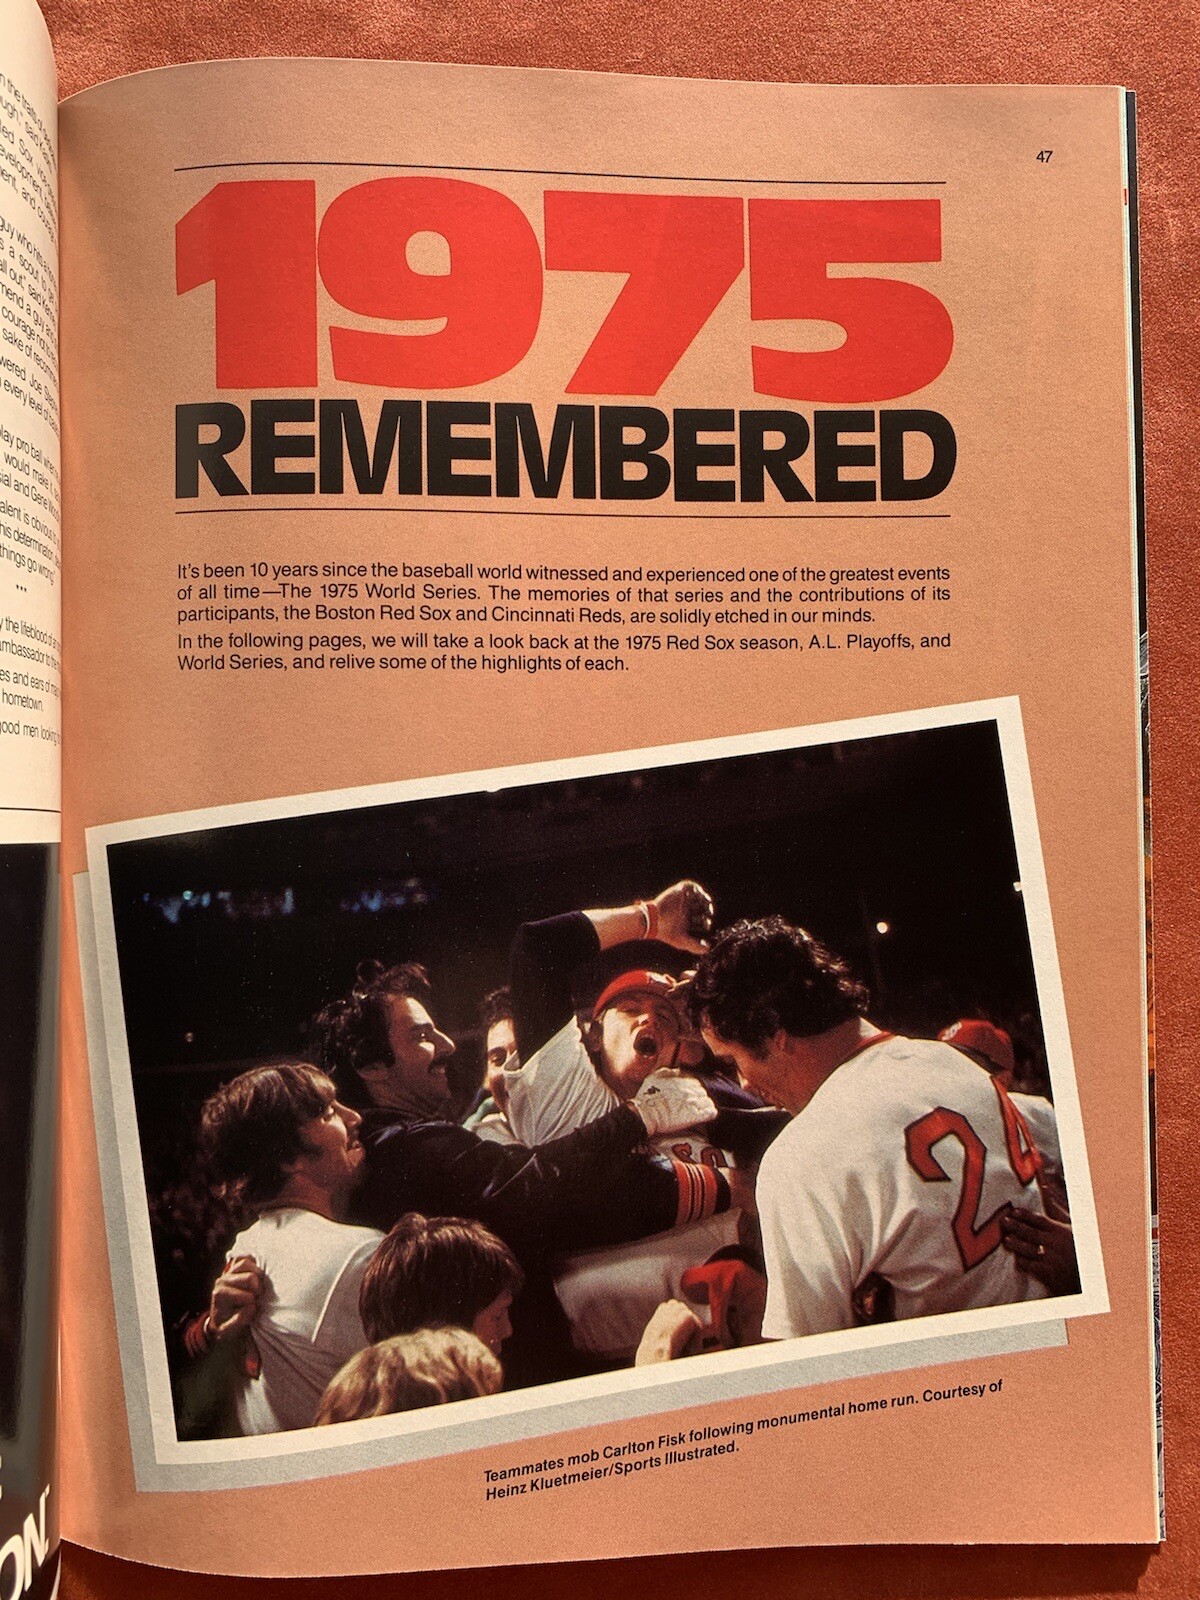 47
1975
REMEMBERED
It's been 10 years since the baseball world witnessed and experienced one of the greatest events
of all time—The 1975 World Series. The memories of that series and the contributions of its
participants, the Boston Red Sox and Cincinnati Reds, are solidly etched in our minds.
In the following pages, we will take a look back at the 1975 Red Sox season, A.L. Playoffs, and
World Series, and relive some of the highlights of each.
24
Teammates mob Carlton Fisk following monumental home run. Courtesy of
Heinz Kluetmeier/Sports Illustrated.